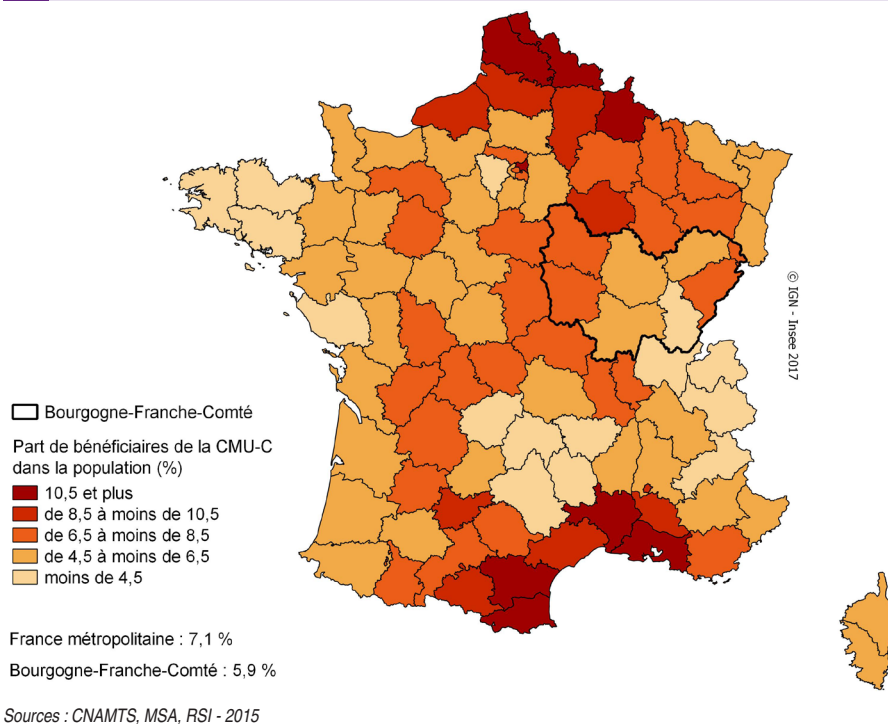 © IGN - Insee 2017
Bourgogne-Franche-Comté
Part de bénéficiaires de la CMU-C
dans la population (%)
10,5 et plus
de 8,5 à moins de 10,5
de 6,5 à moins de 8,5
de 4,5 à moins de 6,5
moins de 4,5
France métropolitaine : 7,1 %
Bourgogne-Franche-Comté : 5,9 %
Sources : CNAMTS, MSA, RSI - 2015